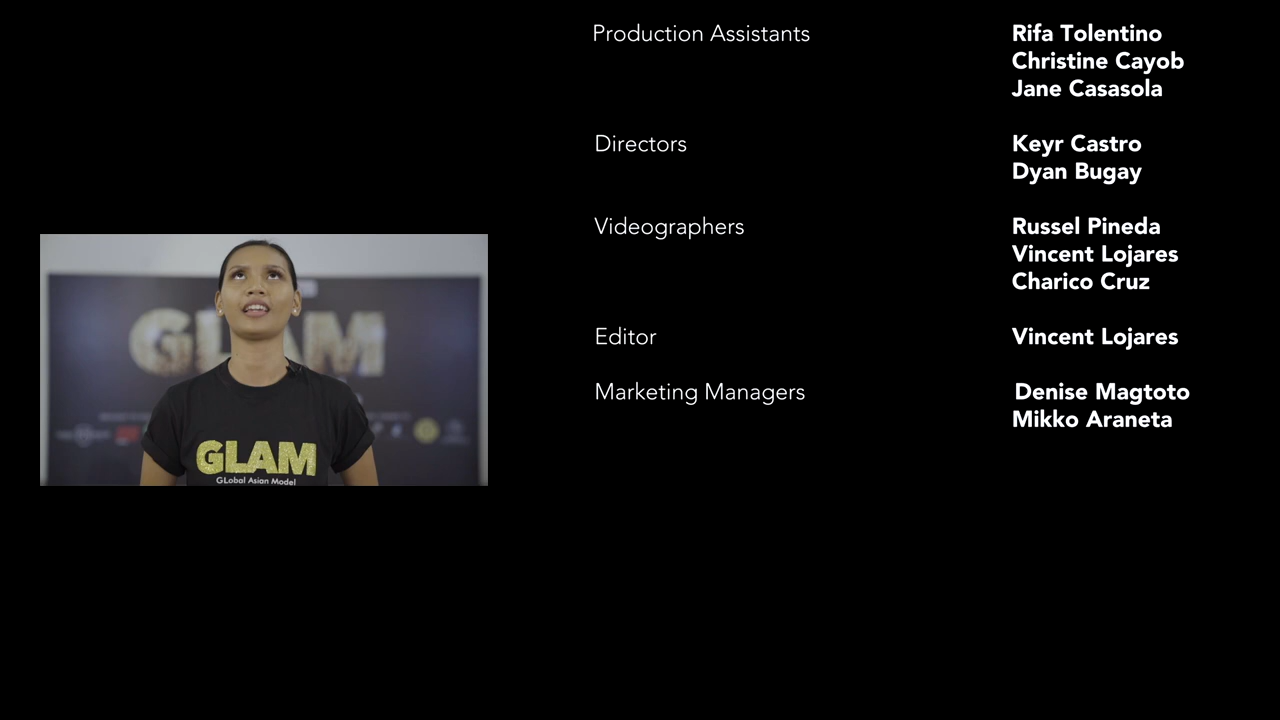 Production Assistants Rifa Tolentino
Christine Cayob
Jane Casasola
Directors Keyr Castro
Dyan Bugay
Videographers Russel Pineda
Vincent Lojares
Charico Cruz
Editor Vincent Lojares
Marketing Managers Denise Magtoto
Mikko Araneta
GLAM
GLAM
GLobal Asian Model